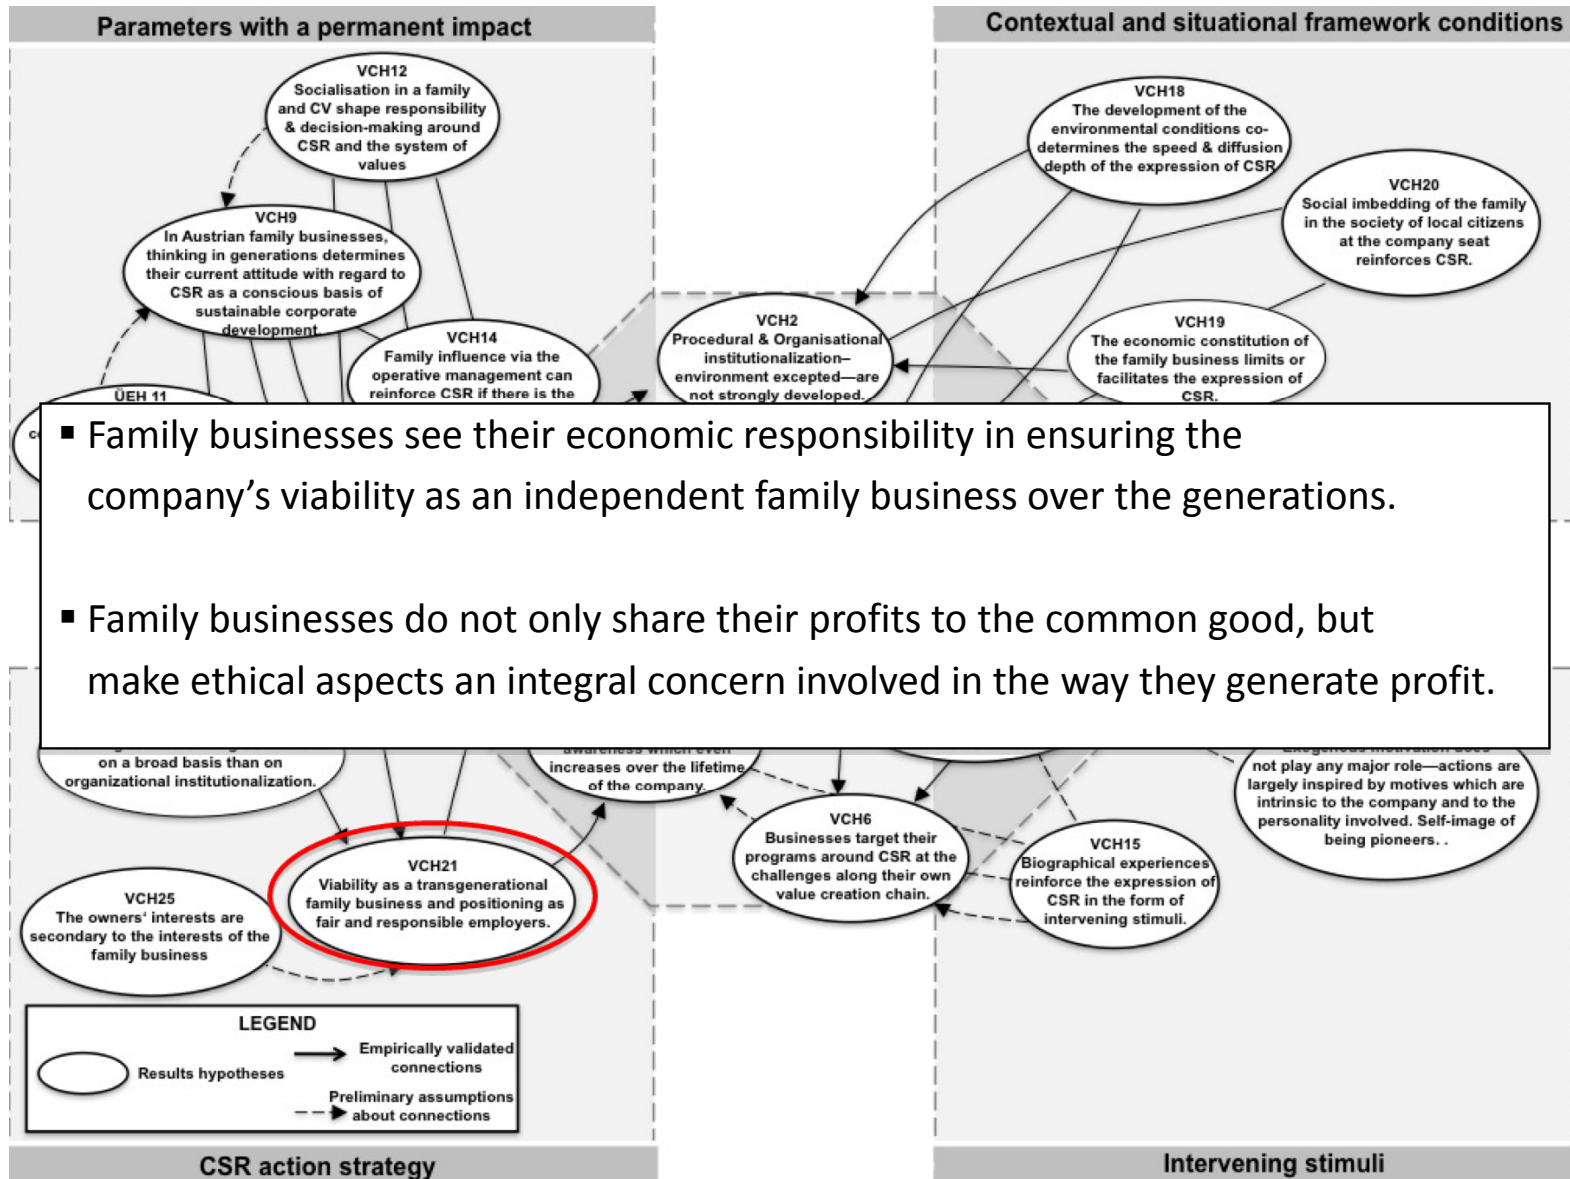 Parameters with a permanent impact
Contextual and situational framework conditions
VCH12
Socialisation in a family
and CV shape responsibility
& decision-making around
CSR and the system of
values
VCH18
The development of the
environmental conditions co-
determines the speed & diffusion
depth of the expression of CSR
VCH20
Social imbedding of the family
in the society of local citizens
at the company seat
reinforces CSR.
VCH9
In Austrian family businesses,
thinking in generations determines
their current attitude with regard to
CSR as a conscious basis of
sustainable corporate
development.
VCH14
Family influence via the
operative management can
reinforce CSR if there is the
VCH2
Procedural & Organisational
institutionalization–
environment excepted—are
not strongly developed.
VCH19
The economic constitution of
the family business limits or
facilitates the expression of
CSR.
ÜEH 11
▪ Family businesses see their economic responsibility in ensuring the
company’s viability as an independent family business over the generations.
▪ Family businesses do not only share their profits to the common good, but
make ethical aspects an integral concern involved in the way they generate profit.
on a broad basis than on
organizational institutionalization.
awareness which even
increases over the lifetime
of the company.
Exogenous motivation does
not play any major role—actions are
largely inspired by motives which are
intrinsic to the company and to the
personality involved. Self-image of
being pioneers. .
VCH6
Businesses target their
programs around CSR at the
challenges along their own
value creation chain.
VCH15
Biographical experiences
reinforce the expression of
CSR in the form of
intervening stimuli.
VCH21
Viability as a transgenerational
family business and positioning as
fair and responsible employers.
VCH25
The owners‘ interests are
secondary to the interests of the
family business
LEGEND
Results hypotheses
Empirically validated
connections
Preliminary assumptions
about connections
CSR action strategy
Intervening stimuli